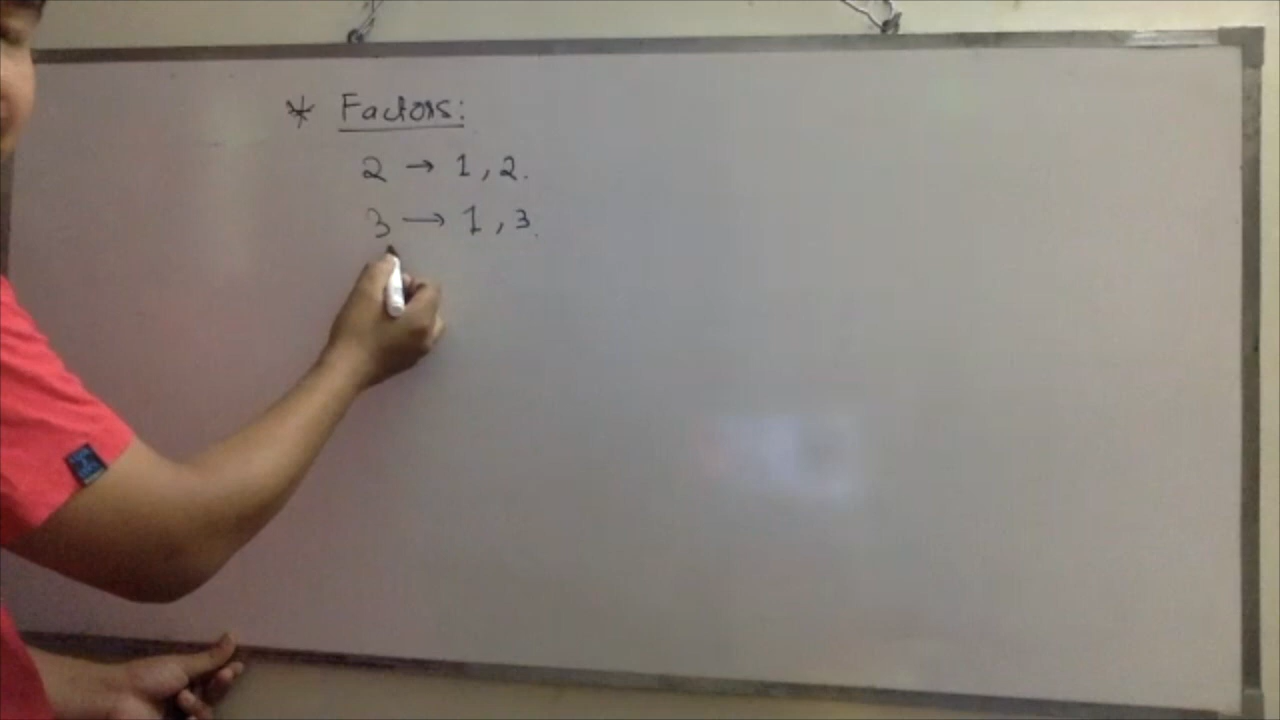 * Factors:
2 → 1, 2.
3 → 1, 3.